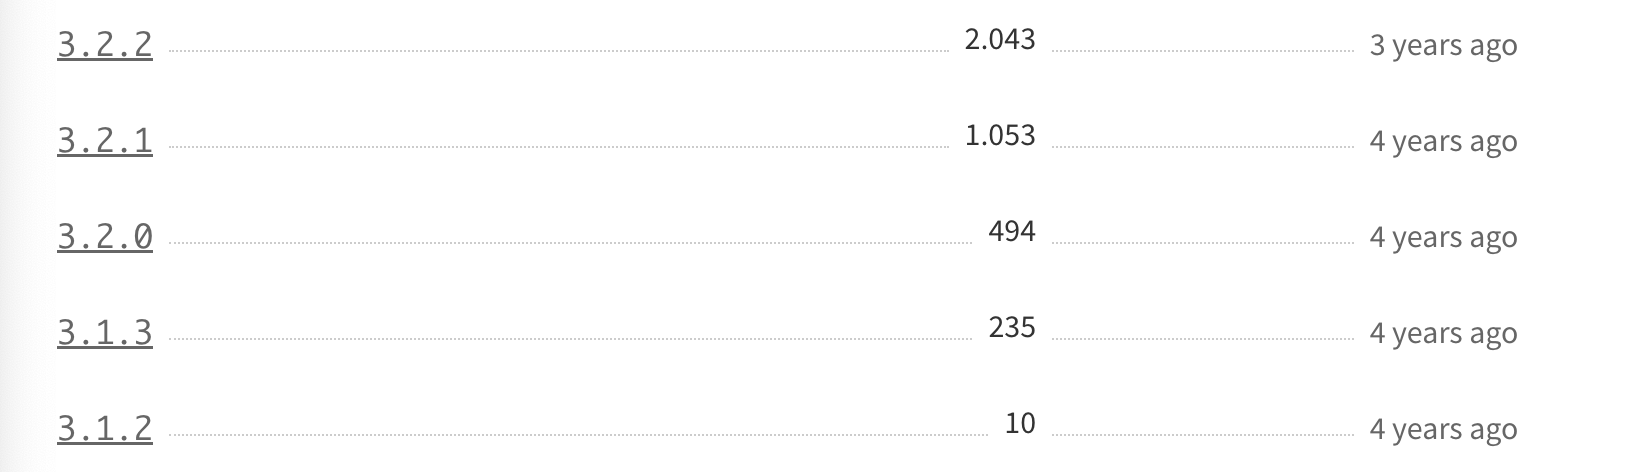 3.2.2 2.043 3 years ago
3.2.1 1.053 4 years ago
3.2.0 494 4 years ago
3.1.3 235 4 years ago
3.1.2 10 4 years ago